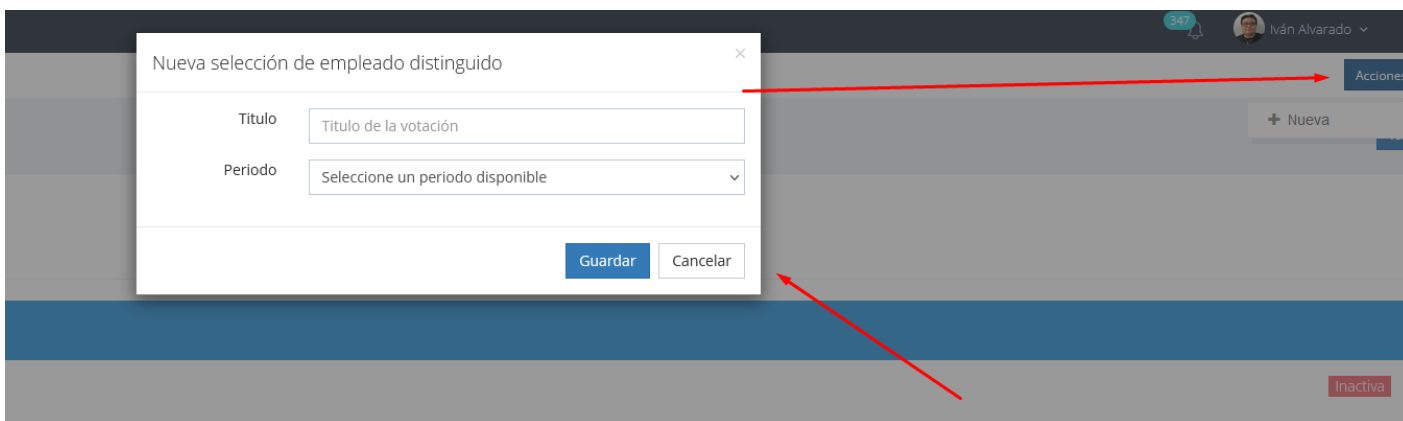 347
Iván Alvarado
Nueva selección de empleado distinguido
×
Acciones
Titulo
Titulo de la votación
+ Nueva
Periodo
Seleccione un periodo disponible
Guardar
Cancelar
Inactiva